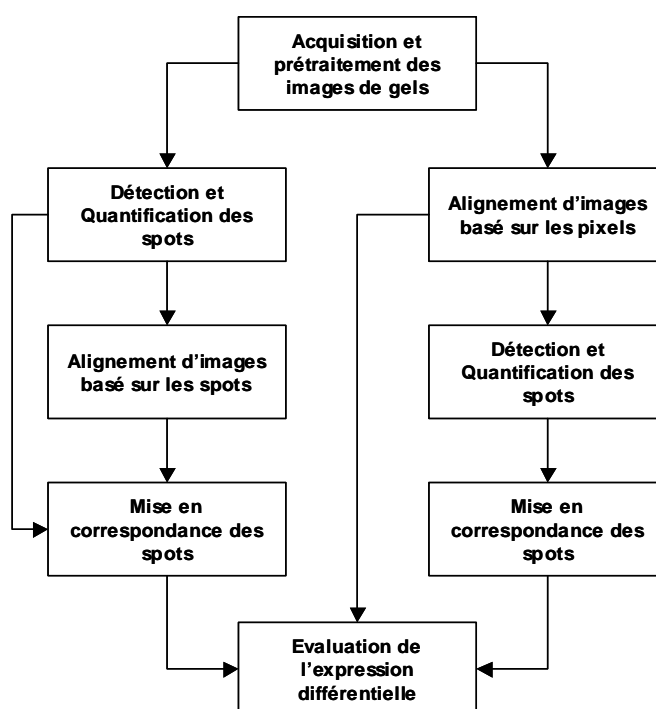 Acquisition et
prétraitement des
images de gels
Détection et
Quantification des
spots
Alignement d'images
basé sur les pixels
Alignement d'images
basé sur les spots
Détection et
Quantification des
spots
Mise en
correspondance des
spots
Mise en
correspondance des
spots
Evaluation de
l'expression
différentielle